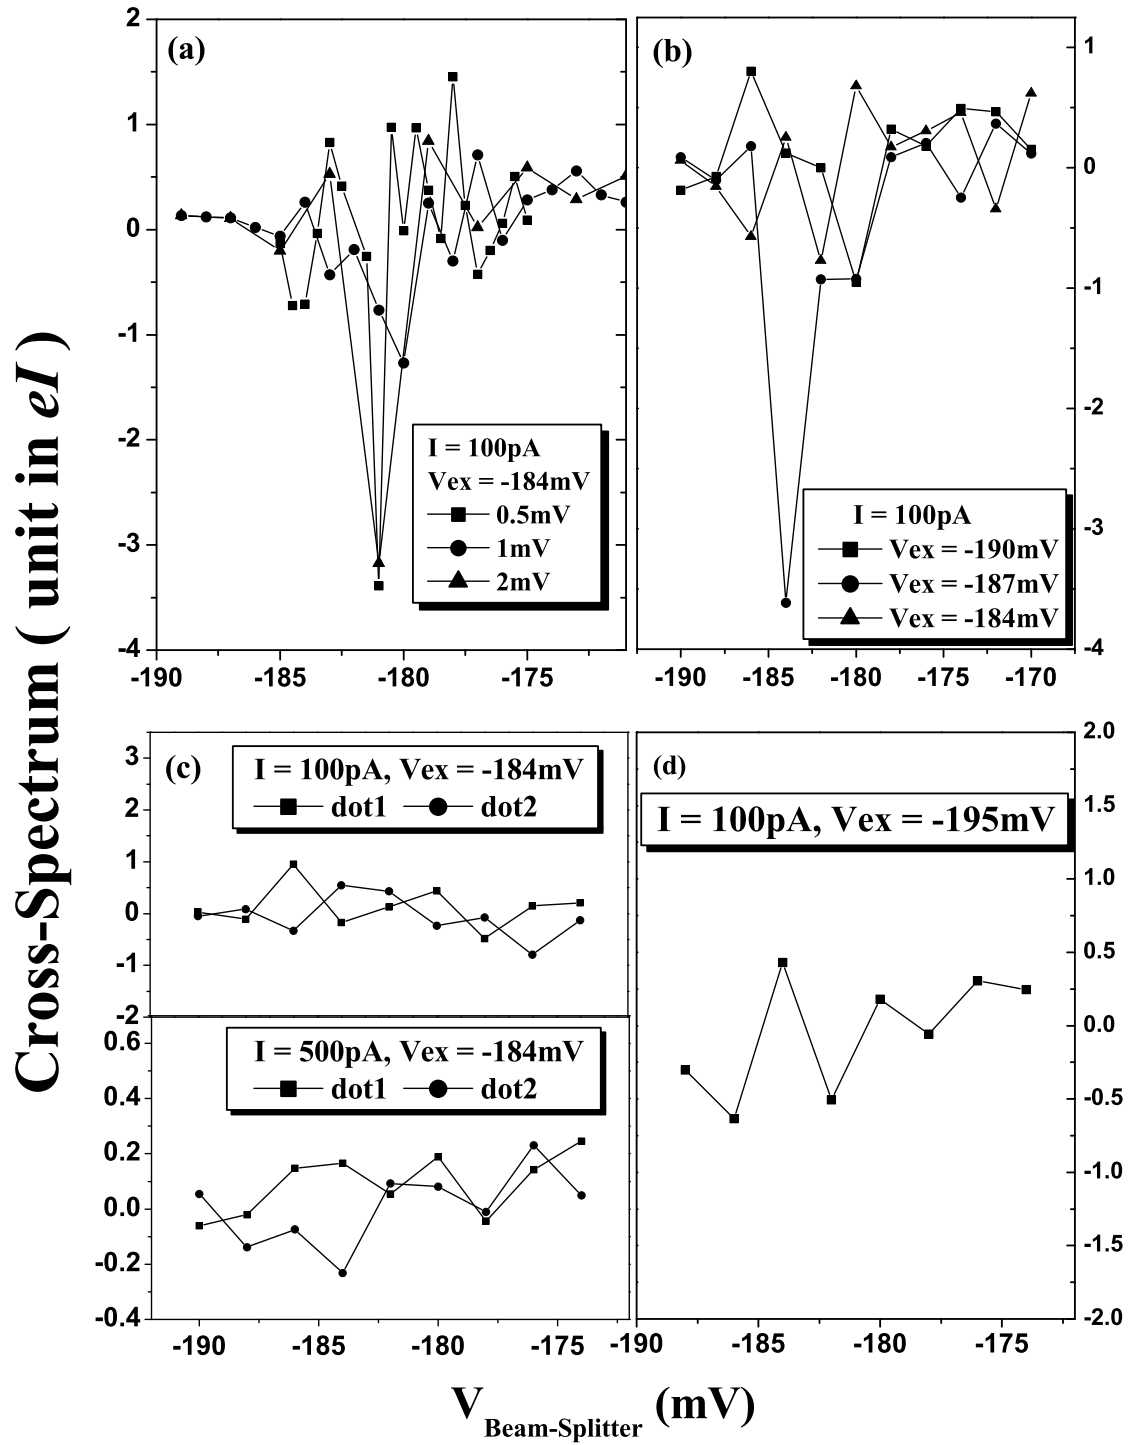 Cross-Spectrum ( unit in eI )
(a)
2
1
0
-1
-2
-3
-4
-190
-185
-180
-175
I = 100pA
Vex = -184mV
0.5mV
1mV
2mV
(b)
1
0
-1
-2
-3
-4
-190
-185
-180
-175
-170
I = 100pA
Vex = -190mV
Vex = -187mV
Vex = -184mV
(c)
3
2
1
0
-1
-2
I = 100pA, Vex = -184mV
dot1 dot2
0.6
0.4
0.2
0.0
-0.2
-0.4
I = 500pA, Vex = -184mV
dot1 dot2
-190
-185
-180
-175
(d)
I = 100pA, Vex = -195mV
2.0
1.5
1.0
0.5
0.0
-0.5
-1.0
-1.5
-2.0
-190
-185
-180
-175
V Beam-Splitter (mV)